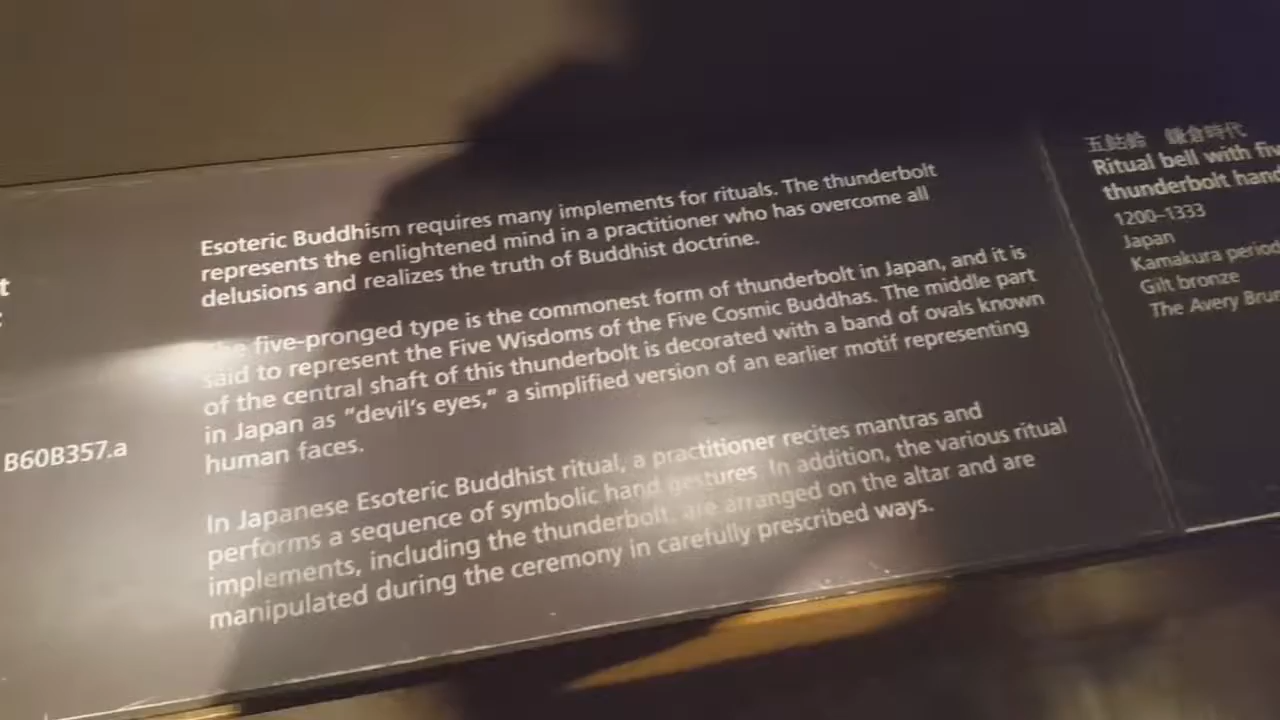 t
B60B357.a
Esoteric Buddhism requires many implements for rituals. The thunderbolt
represents the enlightened mind in a practitioner who has overcome all
delusions and realizes the truth of Buddhist doctrine.
The five-pronged type is the commonest form of thunderbolt in Japan, and it is
said to represent the Five Wisdoms of the Five Cosmic Buddhas. The middle part
of the central shaft of this thunderbolt is decorated with a band of ovals known
in Japan as "devil's eyes," a simplified version of an earlier motif representing
human faces.
In Japanese Esoteric Buddhist ritual, a practitioner recites mantras and
performs a sequence of symbolic hand gestures. In addition, the various ritual
implements, including the thunderbolt, are arranged on the altar and are
manipulated during the ceremony in carefully prescribed ways.
五鈷鈴 鎌倉時代
Ritual bell with fiv
thunderbolt hand
1200–1333
Japan
Kamakura period
Gilt bronze
The Avery Brun